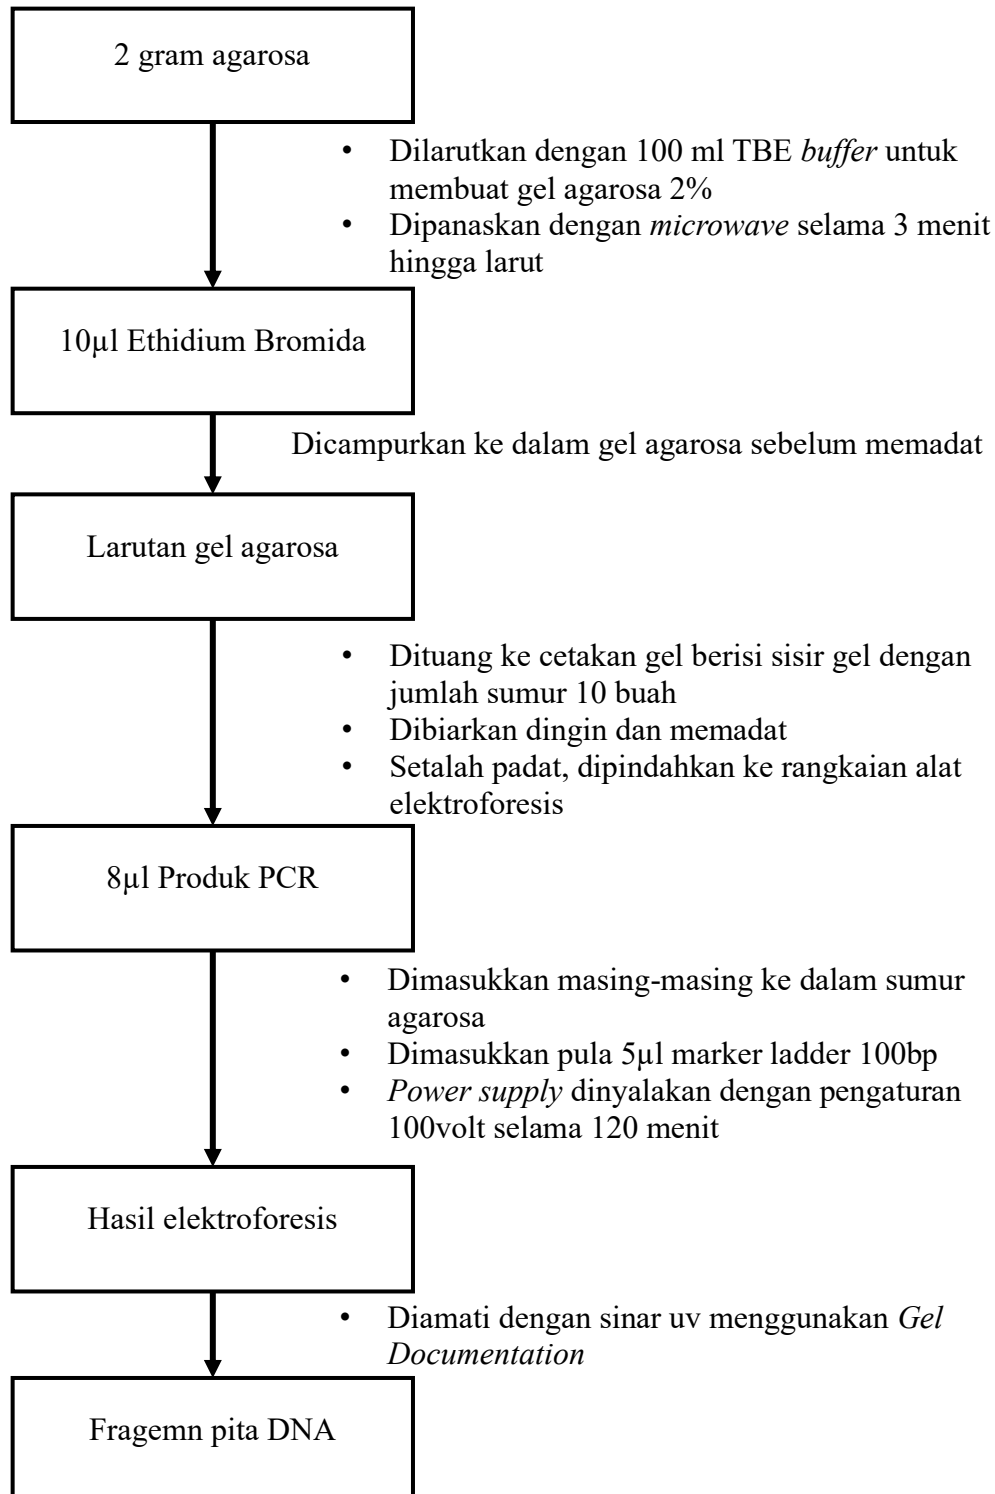 2 gram agarosa
• Dilarutkan dengan 100 ml TBE buffer untuk
membuat gel agarosa 2%
• Dipanaskan dengan microwave selama 3 menit
hingga larut
10µl Ethidium Bromida
Dicampurkan ke dalam gel agarosa sebelum memadat
Larutan gel agarosa
• Dituang ke cetakan gel berisi sisir gel dengan
jumlah sumur 10 buah
• Dibiarkan dingin dan memadat
• Setalah padat, dipindahkan ke rangkaian alat
elektroforesis
8µl Produk PCR
• Dimasukkan masing-masing ke dalam sumur
agarosa
• Dimasukkan pula 5µl marker ladder 100bp
• Power supply dinyalakan dengan pengaturan
100volt selama 120 menit
Hasil elektroforesis
• Diamati dengan sinar uv menggunakan Gel
Documentation
Fragemn pita DNA